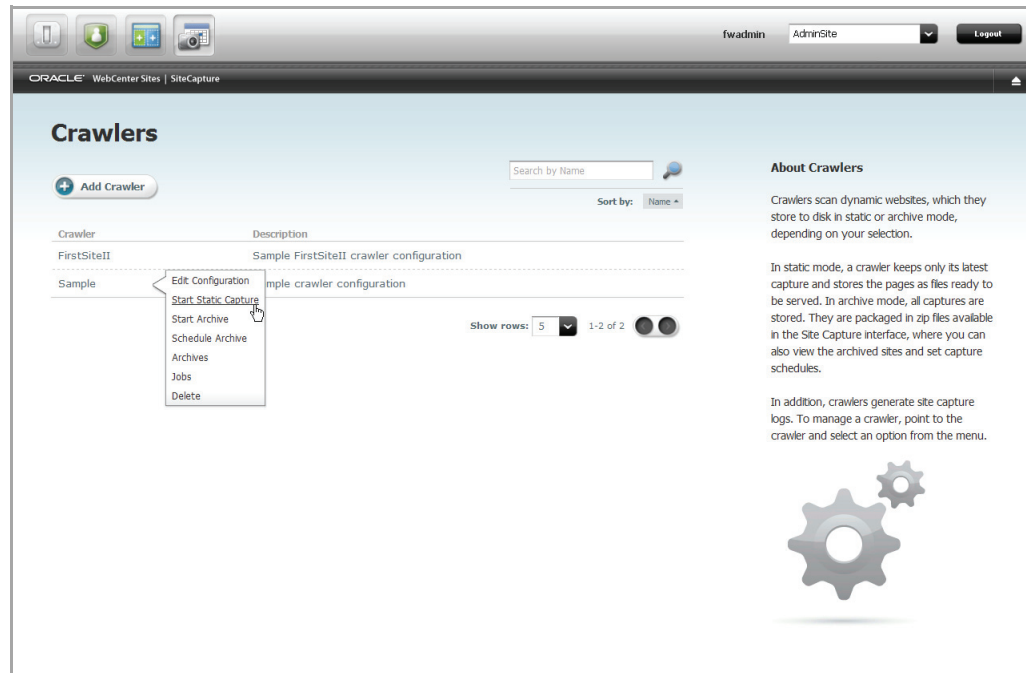 fwadmin AdminSite Logout
ORACLE WebCenter Sites | SiteCapture
Crawlers
Add Crawler
Search by Name
Sort by: Name
Crawler Description
FirstSiteII Sample FirstSiteII crawler configuration
Sample mple crawler configuration
Edit Configuration
Start Static Capture
Start Archive
Schedule Archive
Archives
Jobs
Delete
Show rows: 5 1-2 of 2
About Crawlers
Crawlers scan dynamic websites, which they
store to disk in static or archive mode,
depending on your selection.
In static mode, a crawler keeps only its latest
capture and stores the pages as files ready to
be served. In archive mode, all captures are
stored. They are packaged in zip files available
in the Site Capture interface, where you can
also view the archived sites and set capture
schedules.
In addition, crawlers generate site capture
logs. To manage a crawler, point to the
crawler and select an option from the menu.